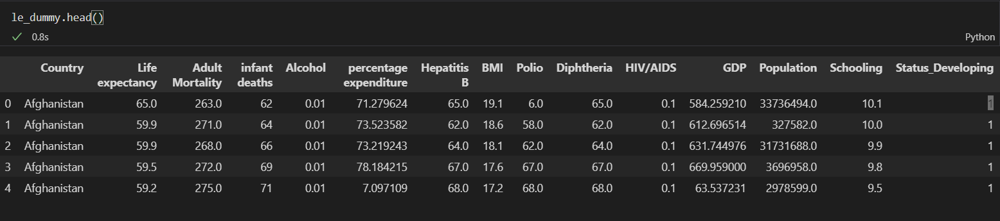 le_dummy.head()
0.8s
Python
Country Life expectancy Adult Mortality infant deaths Alcohol percentage expenditure Hepatitis B BMI Polio Diphtheria HIV/AIDS GDP Population Schooling Status_Developing
0 Afghanistan 65.0 263.0 62 0.01 71.279624 65.0 19.1 6.0 65.0 0.1 584.259210 33736494.0 10.1 1
1 Afghanistan 59.9 271.0 64 0.01 73.523582 62.0 18.6 58.0 62.0 0.1 612.696514 327582.0 10.0 1
2 Afghanistan 59.9 268.0 66 0.01 73.219243 64.0 18.1 62.0 64.0 0.1 631.744976 31731688.0 9.9 1
3 Afghanistan 59.5 272.0 69 0.01 78.184215 67.0 17.6 67.0 67.0 0.1 669.959000 3696958.0 9.8 1
4 Afghanistan 59.2 275.0 71 0.01 7.097109 68.0 17.2 68.0 68.0 0.1 63.537231 2978599.0 9.5 1